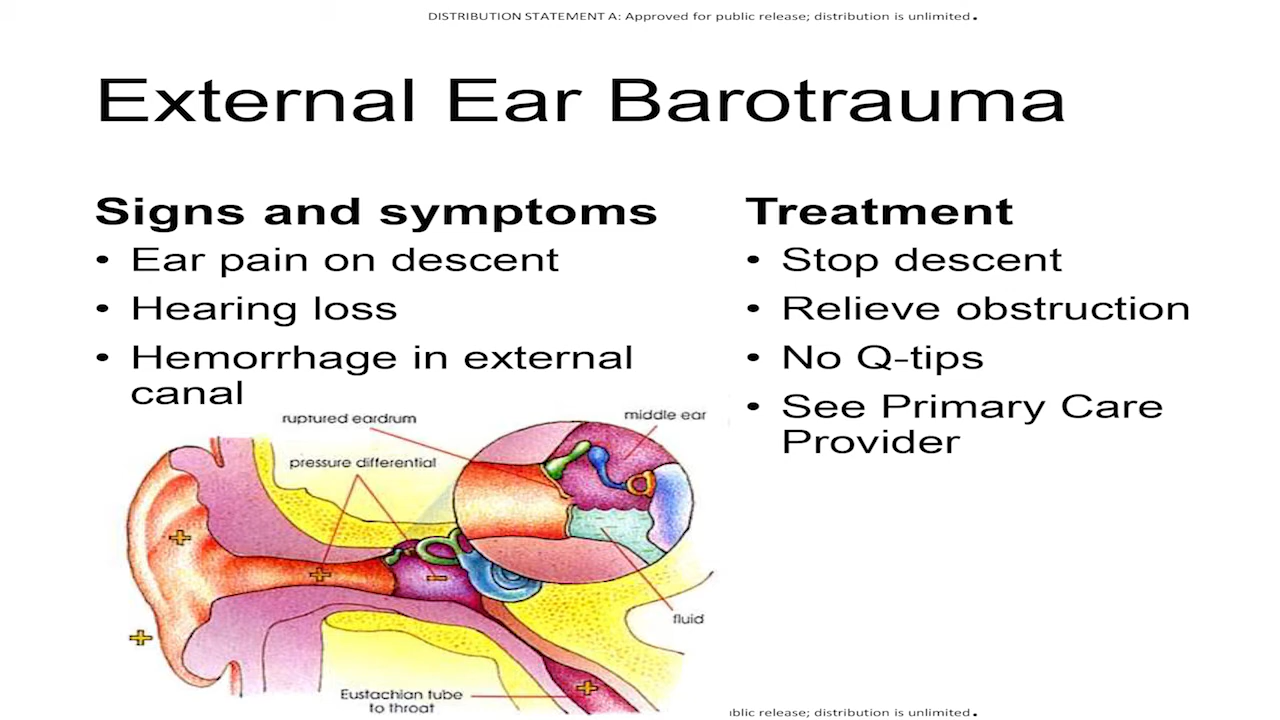 DISTRIBUTION STATEMENT A: Approved for public release; distribution is unlimited.
External Ear Barotrauma
Signs and symptoms
• Ear pain on descent
• Hearing loss
• Hemorrhage in external
canal
Treatment
• Stop descent
• Relieve obstruction
• No Q-tips
• See Primary Care
Provider
ruptured eardrum
middle ear
pressure differential
+
+
−
+
fluid
Eustachian tube
to throat
+
blic release; distribution is unlimited.